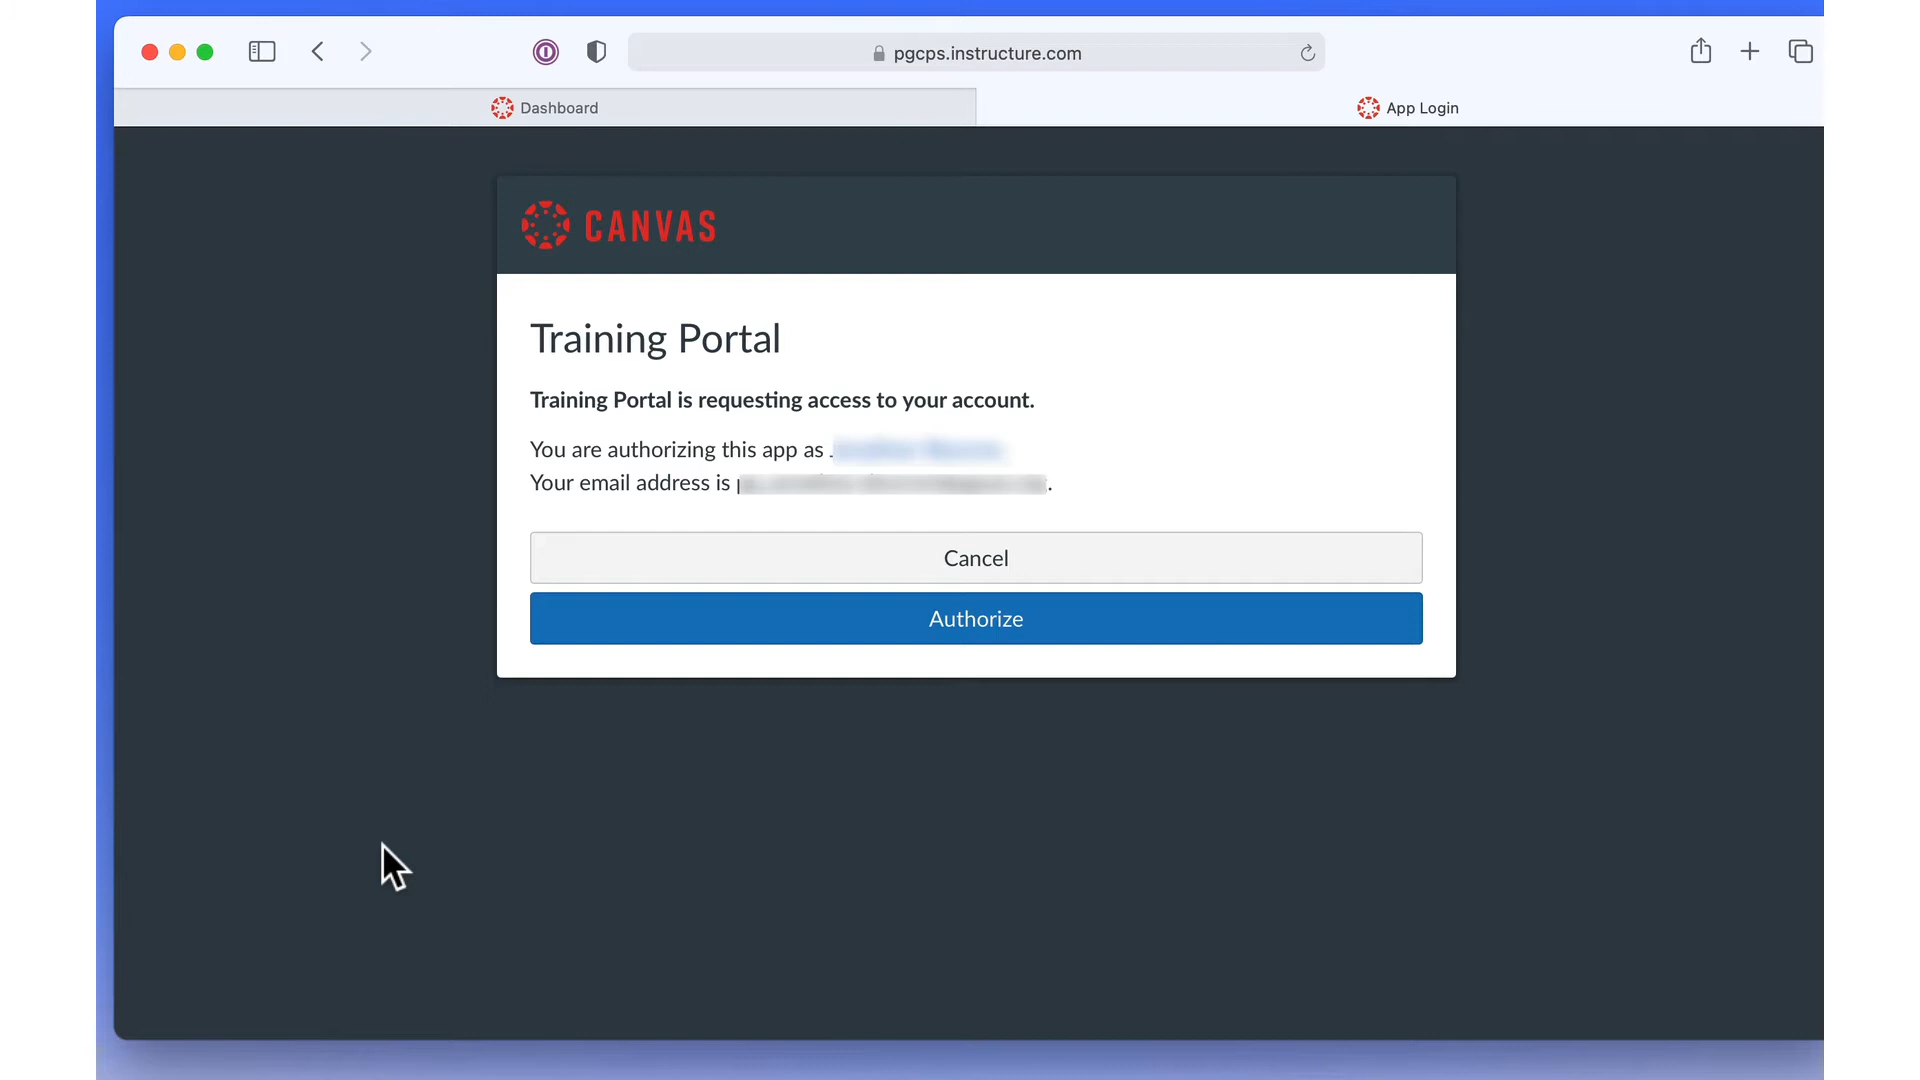 pgcps.instructure.com
Dashboard
App Login
CANVAS
Training Portal
Training Portal is requesting access to your account.
You are authorizing this app as
Your email address is
Cancel
Authorize